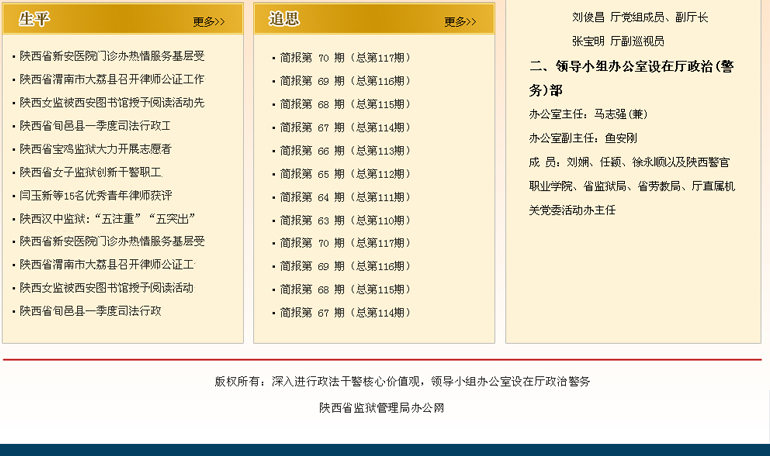 生平 更多>>
• 陕西省新安医院门诊办热情服务基层受
• 陕西省渭南市大荔县召开律师公证工作
• 陕西女监被西安图书馆授予阅读活动先
• 陕西省旬邑县一季度司法行政工
• 陕西省宝鸡监狱大力开展志愿者
• 陕西省女子监狱创新干警职工
• 闫玉新等15名优秀青年律师获评
• 陕西汉中监狱：“五注重”“五突出”
• 陕西省新安医院门诊办热情服务基层受
• 陕西省渭南市大荔县召开律师公证工
• 陕西女监被西安图书馆授予阅读活动
• 陕西省旬邑县一季度司法行政
追思 更多>>
• 简报第 70 期（总第117期）
• 简报第 69 期（总第116期）
• 简报第 68 期（总第115期）
• 简报第 67 期（总第114期）
• 简报第 66 期（总第113期）
• 简报第 65 期（总第112期）
• 简报第 64 期（总第111期）
• 简报第 63 期（总第110期）
• 简报第 70 期（总第117期）
• 简报第 69 期（总第116期）
• 简报第 68 期（总第115期）
• 简报第 67 期（总第114期）
刘俊昌 厅党组成员、副厅长
张宝明 厅副巡视员
二、领导小组办公室设在厅政治(警
务)部
办公室主任：马志强(兼)
办公室副主任：鱼安刚
成 员：刘娴、任颖、徐永顺以及陕西警官
职业学院、省监狱局、省劳教局、厅直属机
关党委活动办主任
版权所有：深入进行政法干警核心价值观，领导小组办公室设在厅政治警务
陕西省监狱管理局办公网